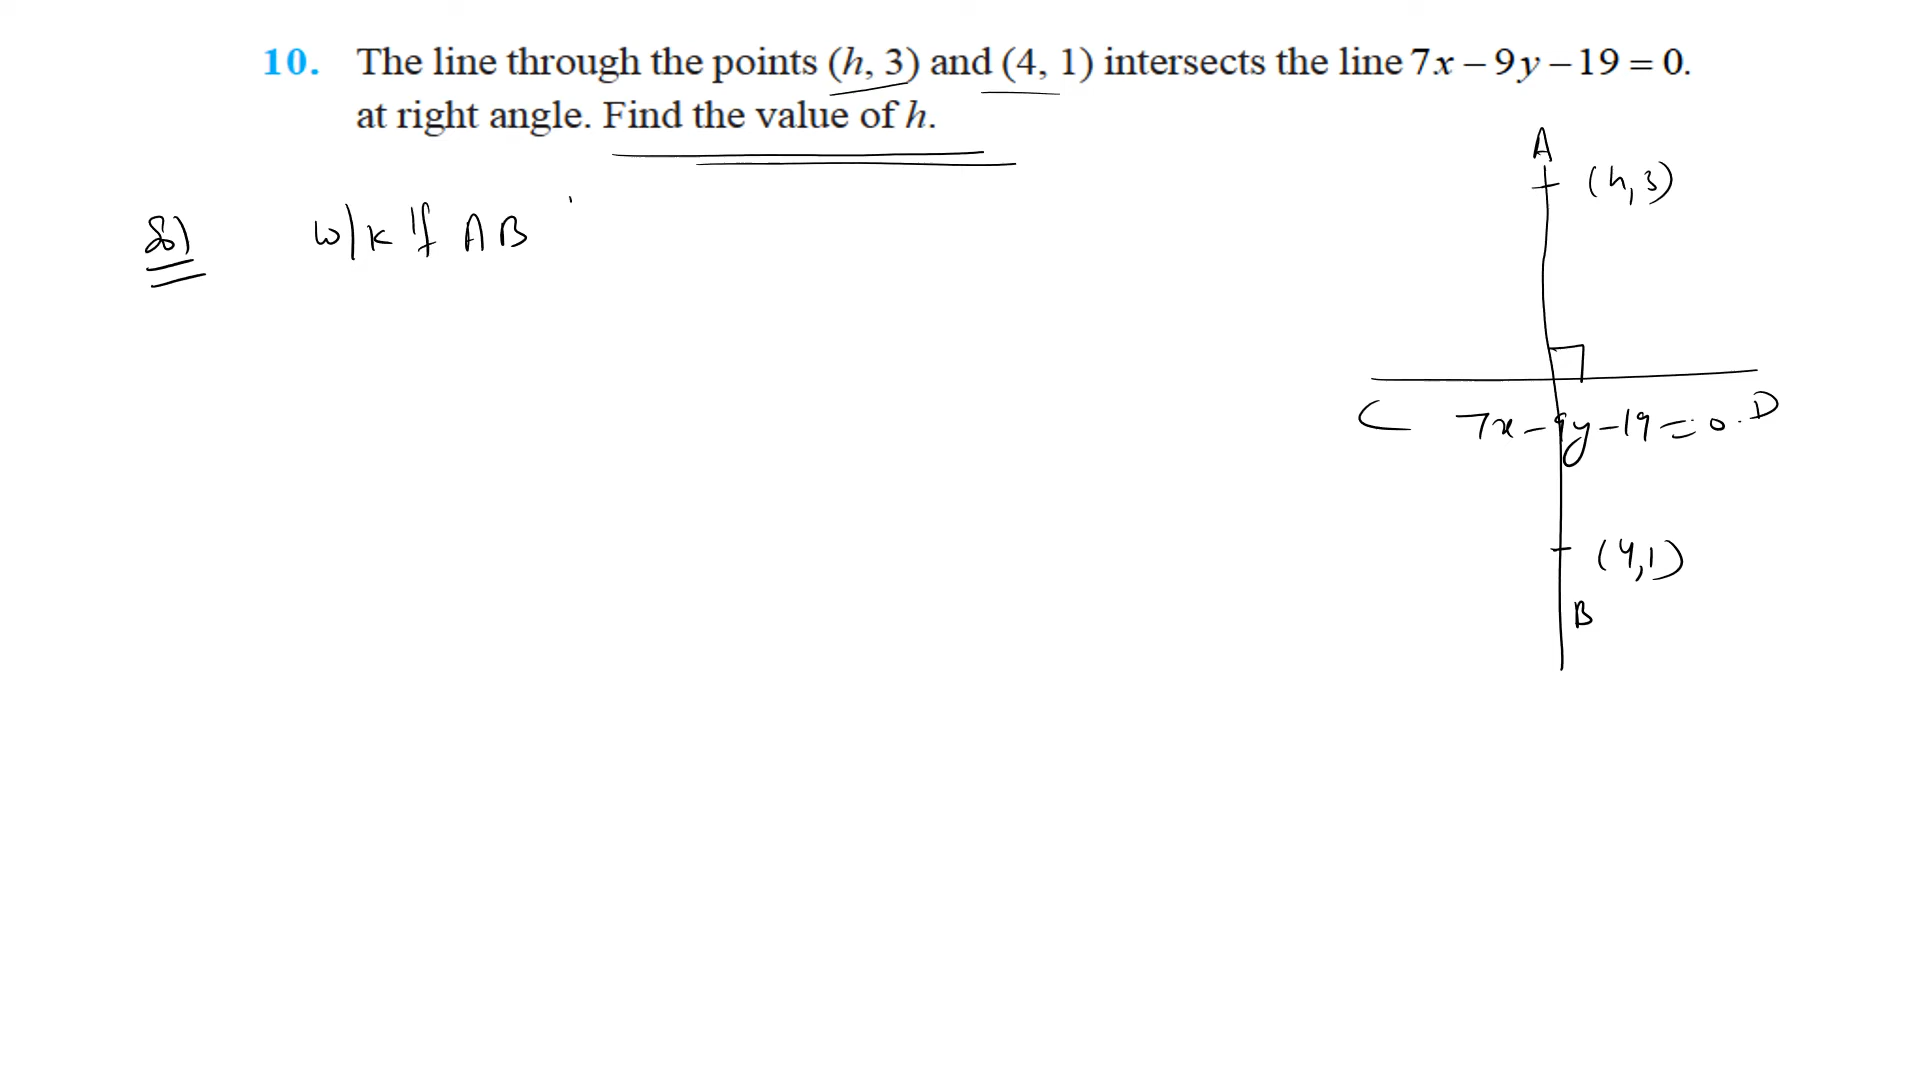 10. The line through the points (h, 3) and (4, 1) intersects the line 7x − 9y − 19 = 0.
at right angle. Find the value of h.
A
(h,3)
Sol)
W/K If AB
C 7x−9y−19=0. D
(4,1)
B